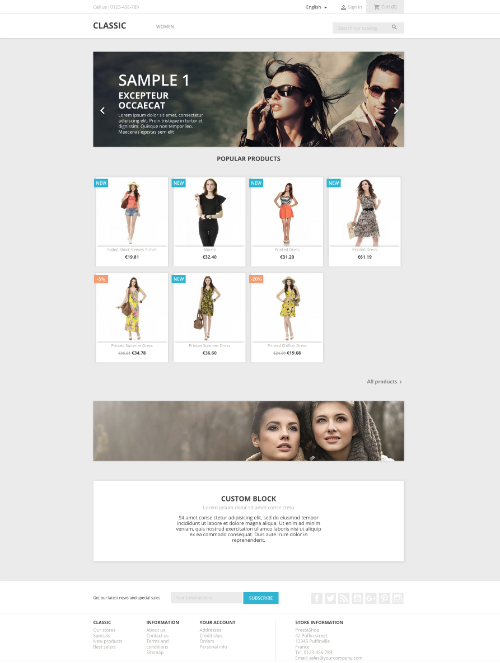 Call us: 0123-456-789
English
Sign in
Cart (0)
CLASSIC
WOMEN
Search our catalog
SAMPLE 1
EXCEPTEUR
OCCAECAT
Lorem ipsum dolor sit amet, consectetur
adipiscing elit. Proin tristique in tortor et
dignissim. Quisque non tempor leo.
Maecenas egestas sem elit
POPULAR PRODUCTS
NEW
NEW
NEW
NEW
Faded Short Sleeves T-shirt
Blouse
Printed Dress
Printed Dress
€19.81
€32.40
€31.20
€61.19
-5%
NEW
-20%
Printed Summer Dress
Printed Summer Dress
Printed Chiffon Dress
€34.78
€36.60
€19.68
All products
CUSTOM BLOCK
Lorem ipsum dolor sit amet conse ctetu
Sit amet conse ctetur adipisicing elit, sed do eiusmod tempor
incididunt ut labore et dolore magna aliqua. Ut enim ad minim
veniam, quis nostrud exercitation ullamco laboris nisi ut aliquip
ex ea commodo consequat. Duis aute irure dolor in
reprehenderit.
Get our latest news and special sales
Your email address
SUBSCRIBE
CLASSIC
Our stores
Specials
New products
Best sellers
INFORMATION
About us
Contact us
Terms and
conditions
Sitemap
YOUR ACCOUNT
Addresses
Credit slips
Orders
Personal info
STORE INFORMATION
PrestaShop
12345 Puffinville
France
Tel: 0123-456-789
Email: sales@yourcompany.com